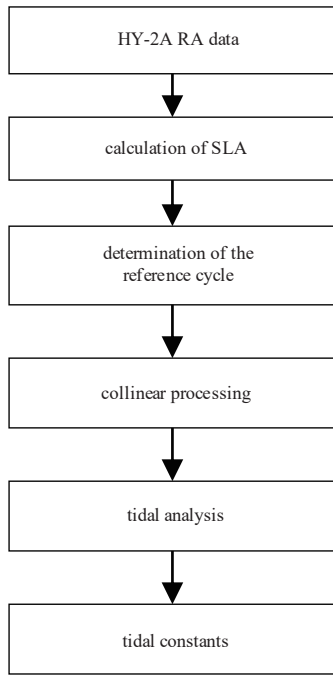 HY-2A RA data
calculation of SLA
determination of the
reference cycle
collinear processing
tidal analysis
tidal constants